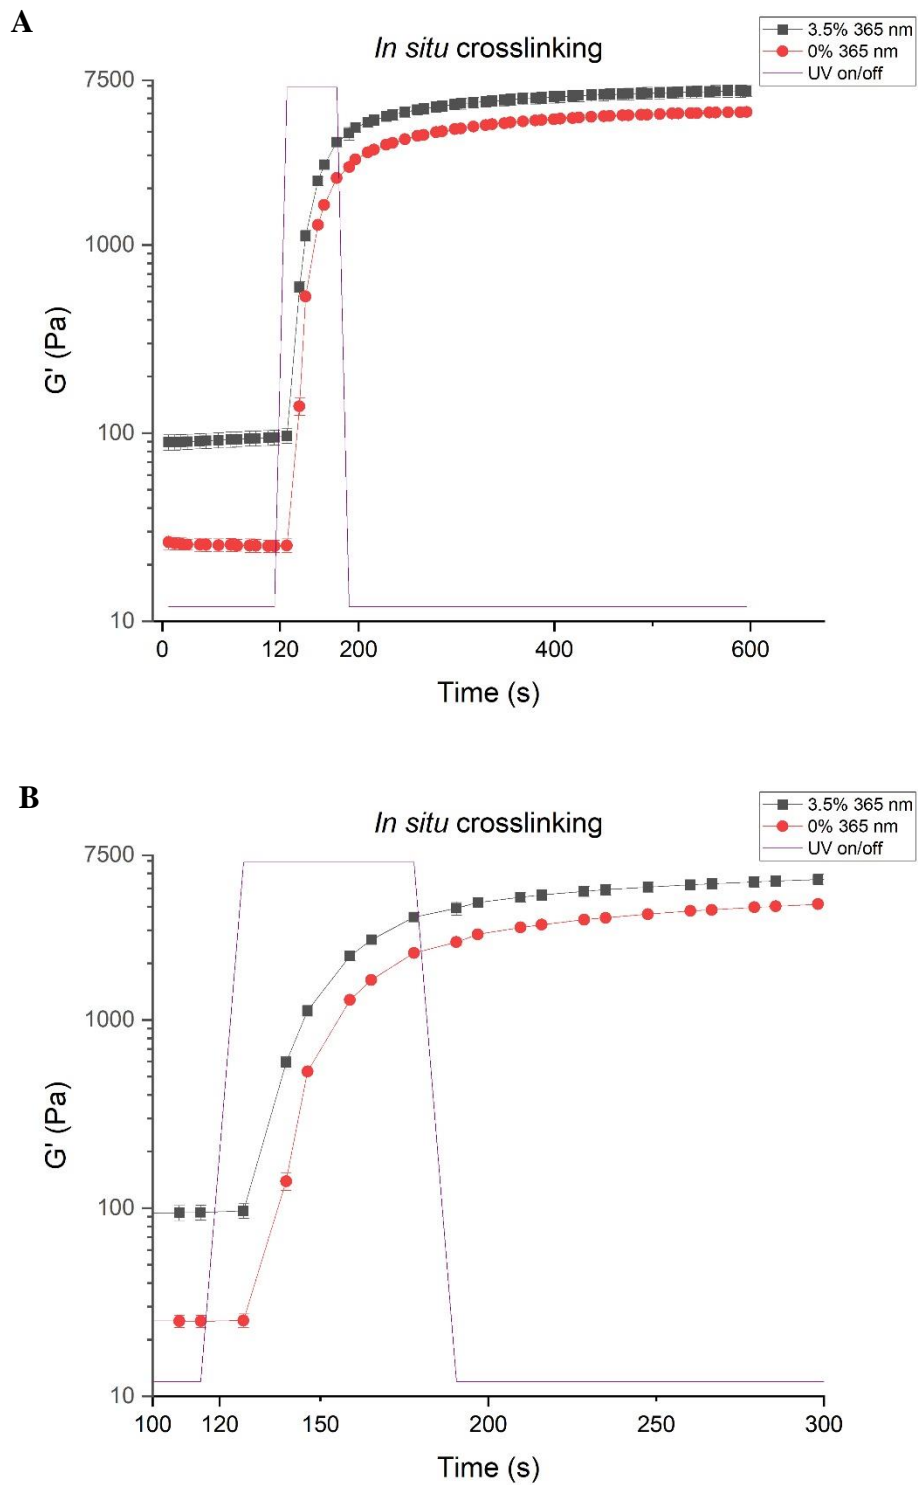 A
In situ crosslinking
3.5% 365 nm
0% 365 nm
UV on/off
7500
1000
100
10
G' (Pa)
0 120 200 400 600
Time (s)
B
In situ crosslinking
3.5% 365 nm
0% 365 nm
UV on/off
7500
1000
100
10
G' (Pa)
100 120 150 200 250 300
Time (s)